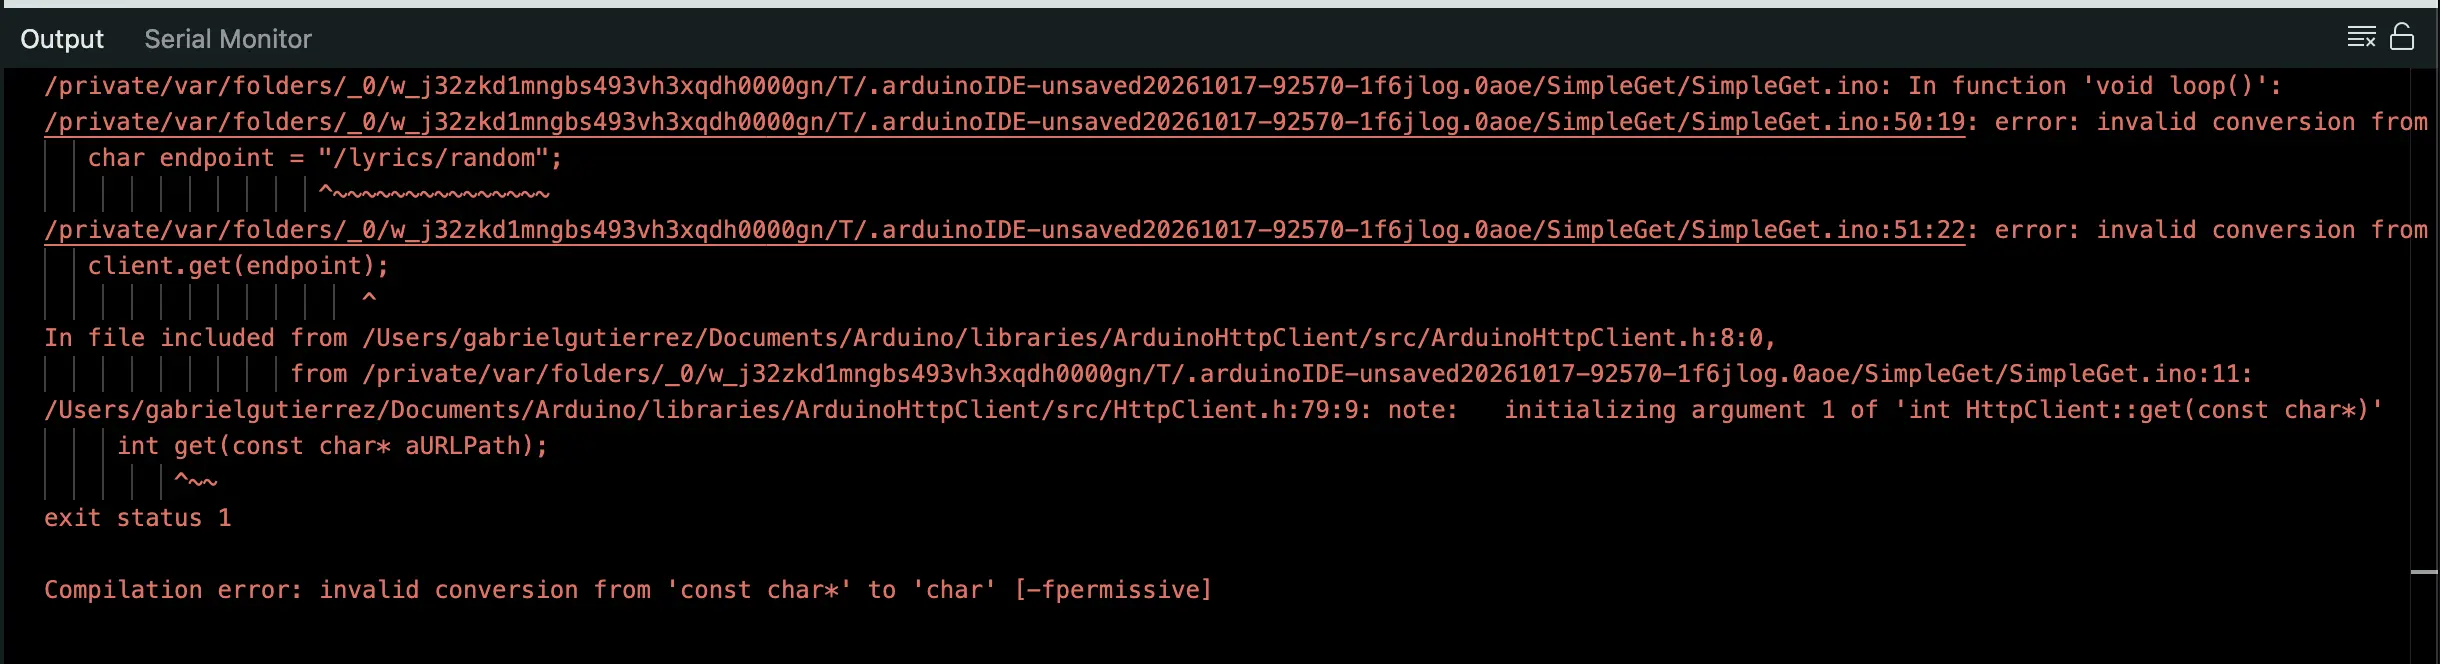 Output Serial Monitor
/private/var/folders/_0/w_j32zkd1mngbs493vh3xqdh0000gn/T/.arduinoIDE-unsaved20261017-92570-1f6jlog.0aoe/SimpleGet/SimpleGet.ino: In function 'void loop()':
/private/var/folders/_0/w_j32zkd1mngbs493vh3xqdh0000gn/T/.arduinoIDE-unsaved20261017-92570-1f6jlog.0aoe/SimpleGet/SimpleGet.ino:50:19: error: invalid conversion from
char endpoint = "/lyrics/random";
^~~~~~~~~~~~~~~~
/private/var/folders/_0/w_j32zkd1mngbs493vh3xqdh0000gn/T/.arduinoIDE-unsaved20261017-92570-1f6jlog.0aoe/SimpleGet/SimpleGet.ino:51:22: error: invalid conversion from
client.get(endpoint);
^
In file included from /Users/gabrielgutierrez/Documents/Arduino/libraries/ArduinoHttpClient/src/ArduinoHttpClient.h:8:0,
from /private/var/folders/_0/w_j32zkd1mngbs493vh3xqdh0000gn/T/.arduinoIDE-unsaved20261017-92570-1f6jlog.0aoe/SimpleGet/SimpleGet.ino:11:
/Users/gabrielgutierrez/Documents/Arduino/libraries/ArduinoHttpClient/src/HttpClient.h:79:9: note:   initializing argument 1 of 'int HttpClient::get(const char*)'
int get(const char* aURLPath);
^~~
exit status 1

Compilation error: invalid conversion from 'const char*' to 'char' [-fpermissive]